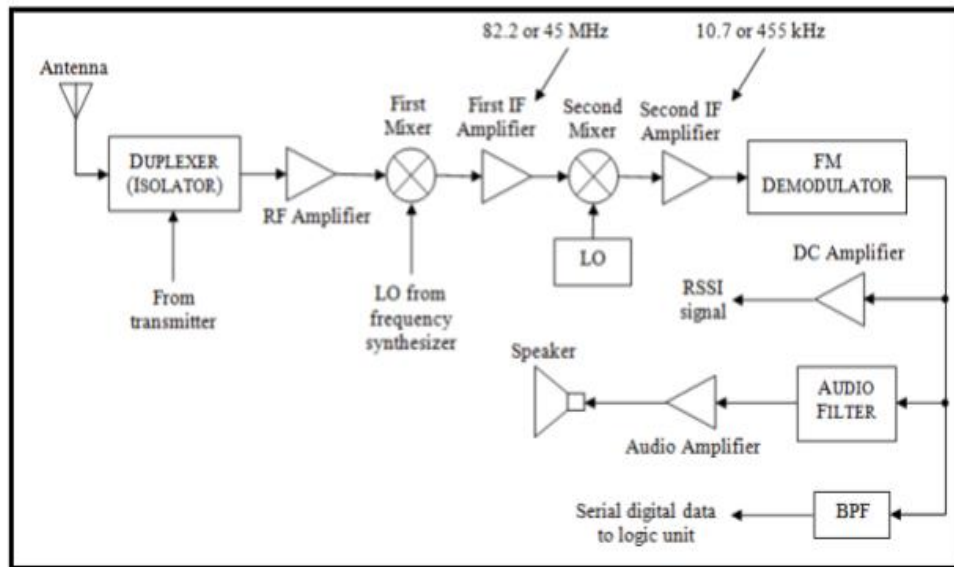 82.2 or 45 MHz
10.7 or 455 kHz
Antenna
First
Mixer
First IF
Amplifier
Second
Mixer
Second IF
Amplifier
DUPLEXER
(ISOLATOR)
FM
DEMODULATOR
RF Amplifier
LO
DC Amplifier
From
transmitter
LO from
frequency
synthesizer
RSSI
signal
Speaker
AUDIO
FILTER
Audio Amplifier
Serial digital data
to logic unit
BPF